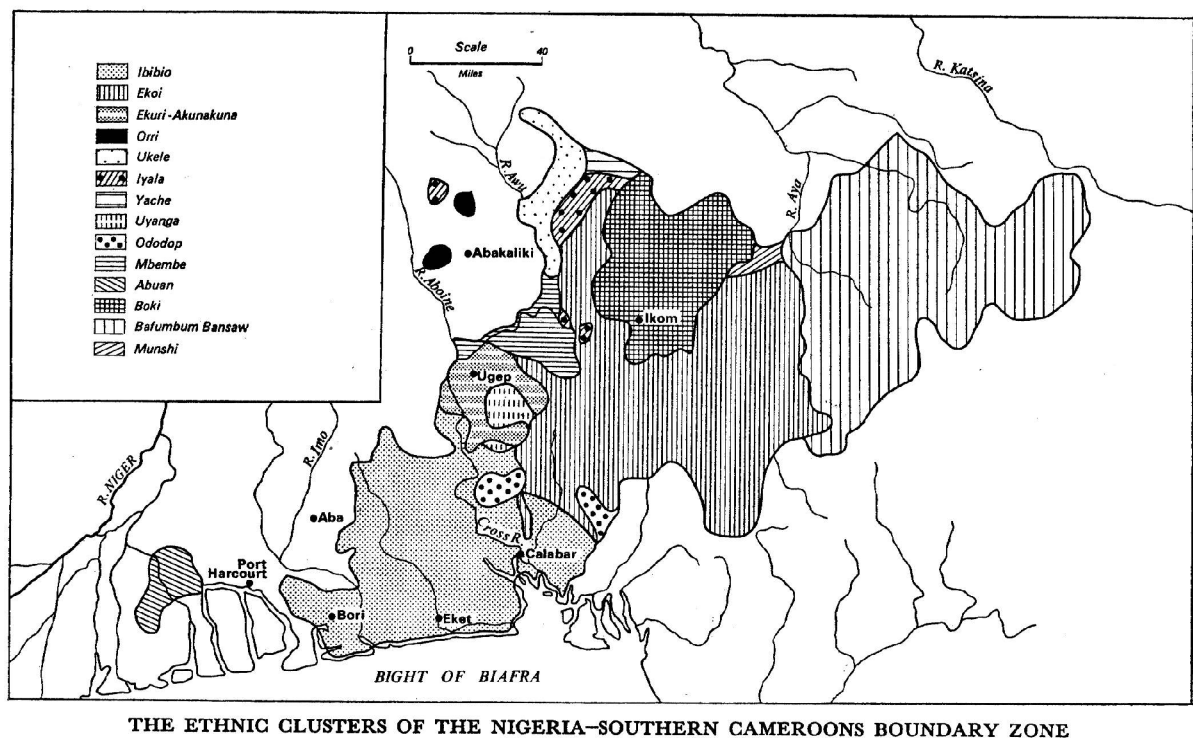 Scale
0 40
Miles
Ibibio
Ekoi
Ekuri-Akunakuna
Orri
Ukele
Iyala
Yache
Uyanga
Ododop
Mbembe
Abuan
Boki
Bafumbum Bansaw
Munshi
R. Katsina
R. Awu
R. Aya
Abakaliki
R. Aboine
Ikom
Ugep
R. NIGER
R. Imo
Aba
Cross R.
Calabar
Port
Harcourt
Bori
Eket
BIGHT OF BIAFRA
THE ETHNIC CLUSTERS OF THE NIGERIA–SOUTHERN CAMEROONS BOUNDARY ZONE